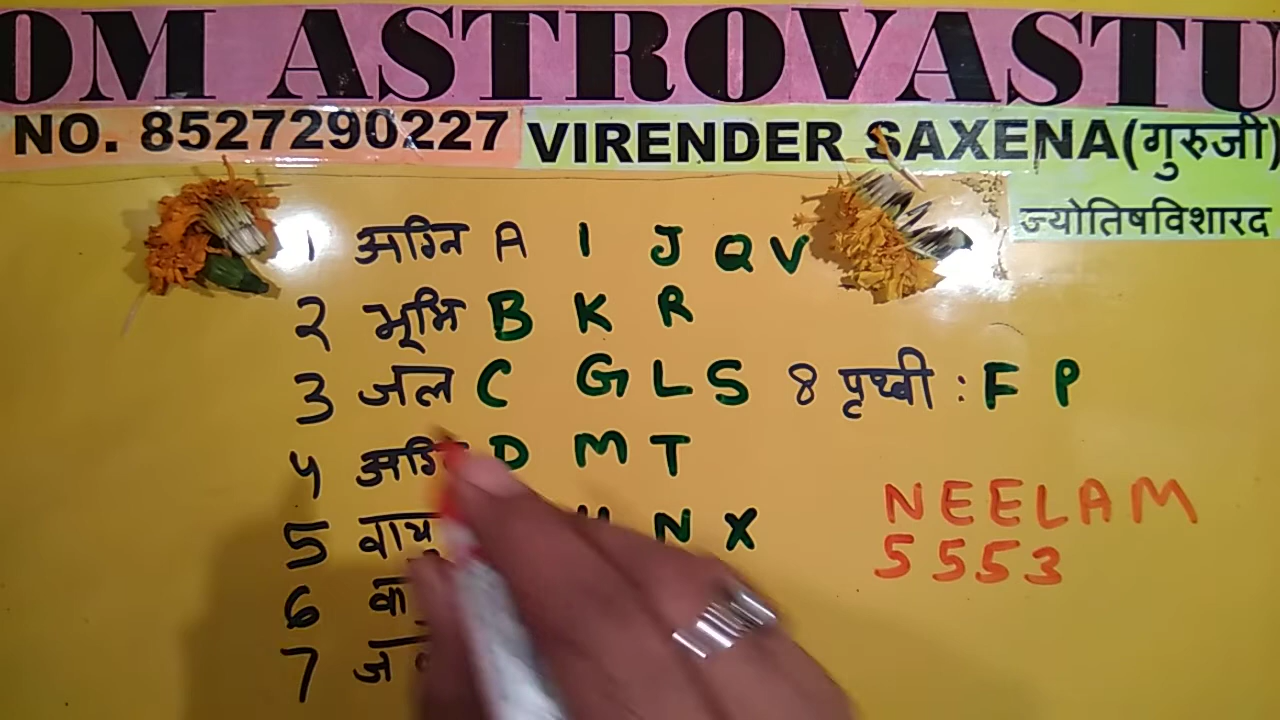 OM ASTROVASTU
NO. 8527290227 VIRENDER SAXENA(गुरुजी)
ज्योतिषविशारद
1 अग्नि A I J Q V
2 भूमि B K R
3 जल C G L S 8 पृथ्वी : F P
4 अग्नि D M T
5 वायु N X
NEELAM
5553
6
7